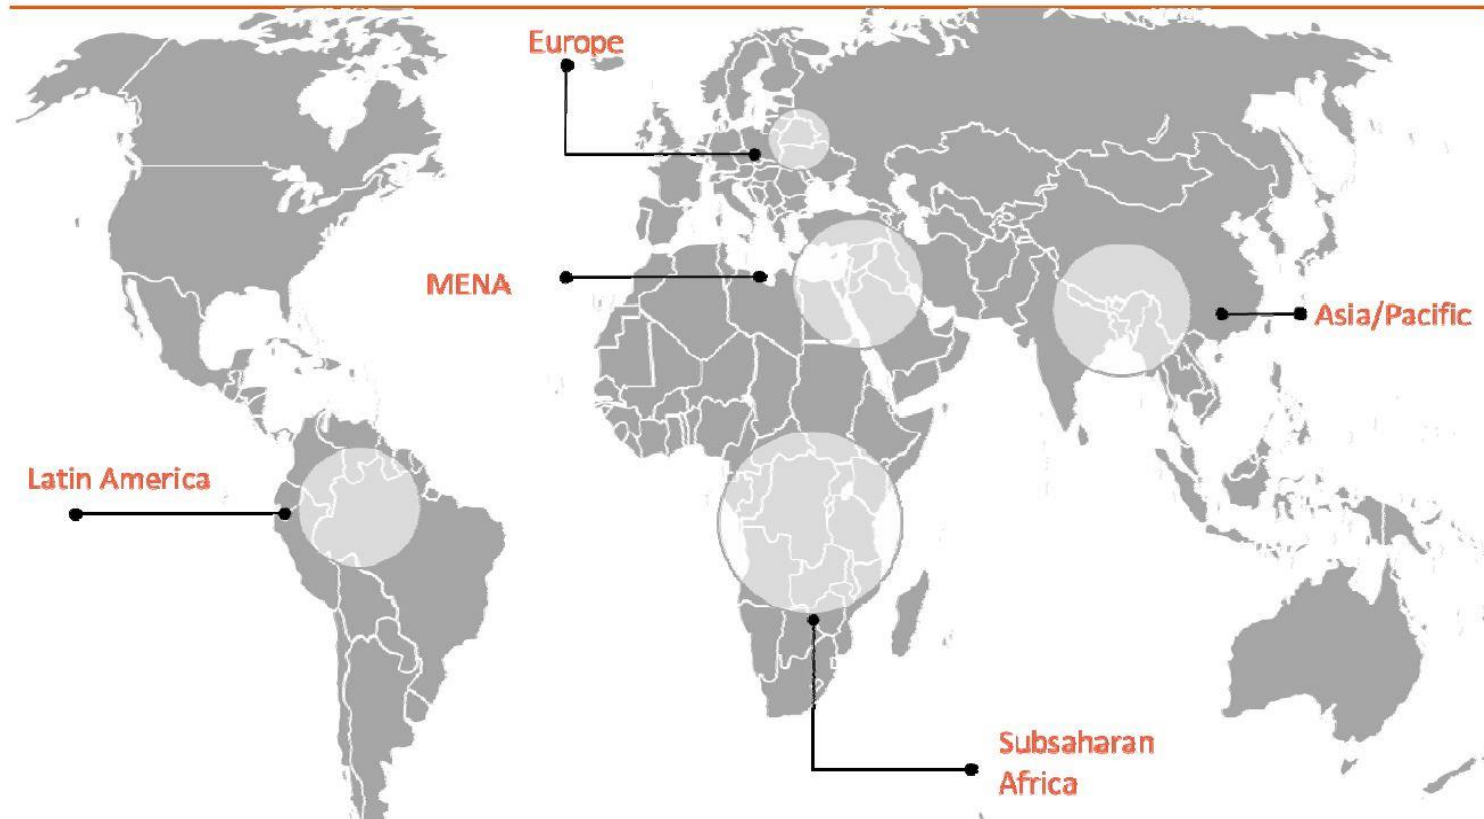 Europe
MENA
Asia/Pacific
Latin America
Subsaharan
Africa